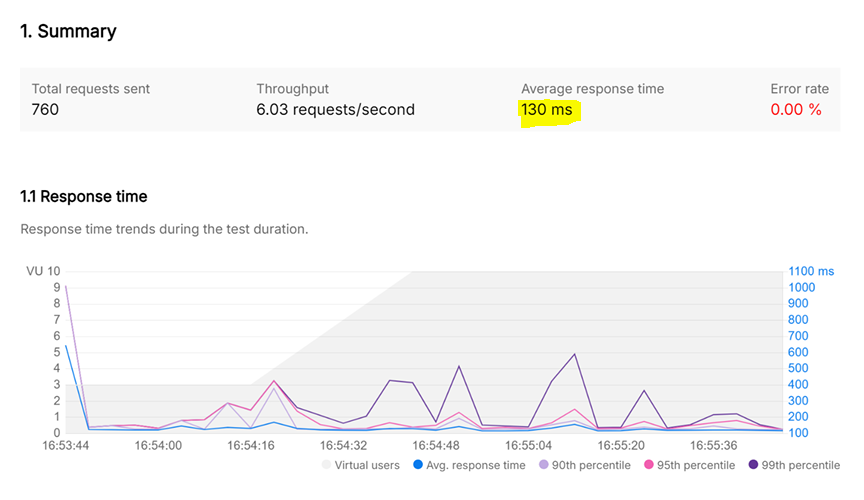 1. Summary
Total requests sent Throughput Average response time Error rate
760 6.03 requests/second 130 ms 0.00 %
1.1 Response time
Response time trends during the test duration.
VU 10 1100 ms
9 1000
8 900
7 800
6 700
5 600
4 500
3 400
2 300
1 200
0 100
16:53:44 16:54:00 16:54:16 16:54:32 16:54:48 16:55:04 16:55:20 16:55:36
Virtual users Avg. response time 90th percentile 95th percentile 99th percentile